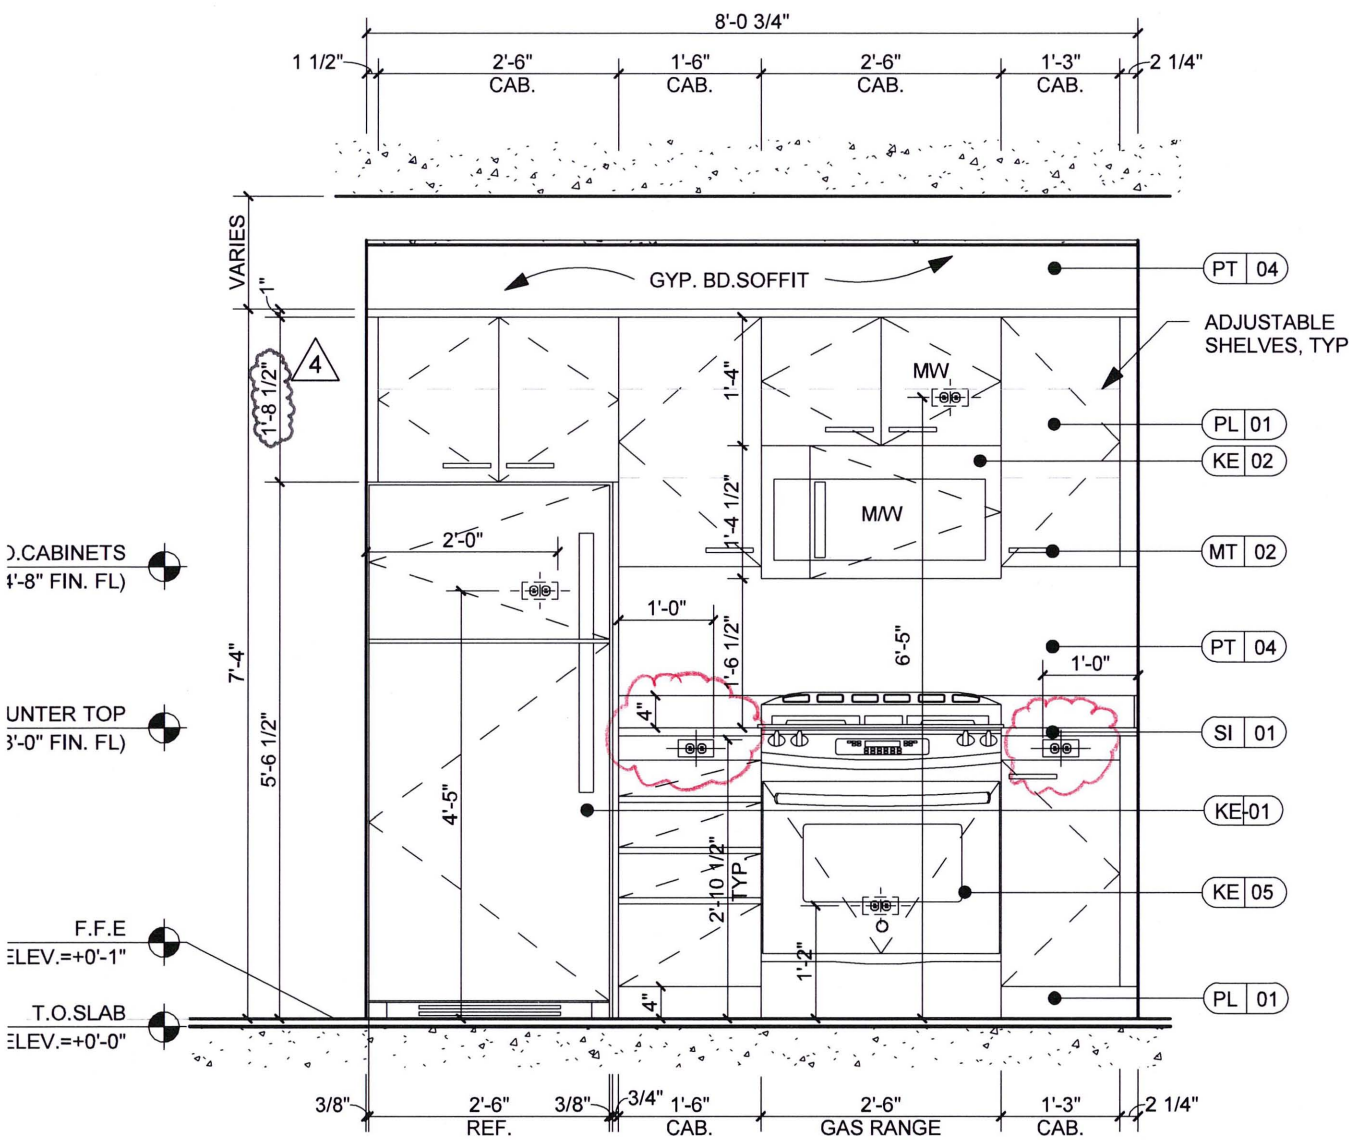 8'-0 3/4"
1 1/2"
2'-6"
CAB.
1'-6"
CAB.
2'-6"
CAB.
1'-3"
CAB.
2 1/4"
VARIES
GYP. BD.SOFFIT
PT 04
1"
ADJUSTABLE
SHELVES, TYP
4
1'-8 1/2"
1'-4"
MW
PL 01
KE 02
1'-4 1/2"
M/W
2'-0"
MT 02
.CABINETS
4'-8" FIN. FL)
1'-0"
1'-6 1/2"
6'-5"
PT 04
1'-0"
7'-4"
4"
UNTER TOP
3'-0" FIN. FL)
SI 01
5'-6 1/2"
4'-5"
KE-01
2'-10 1/2"
TYP.
KE 05
F.F.E
ELEV.=+0'-1"
1'-2"
4"
PL 01
T.O.SLAB
ELEV.=+0'-0"
3/8"
2'-6"
REF.
3/8"
3/4"
1'-6"
CAB.
2'-6"
GAS RANGE
1'-3"
CAB.
2 1/4"